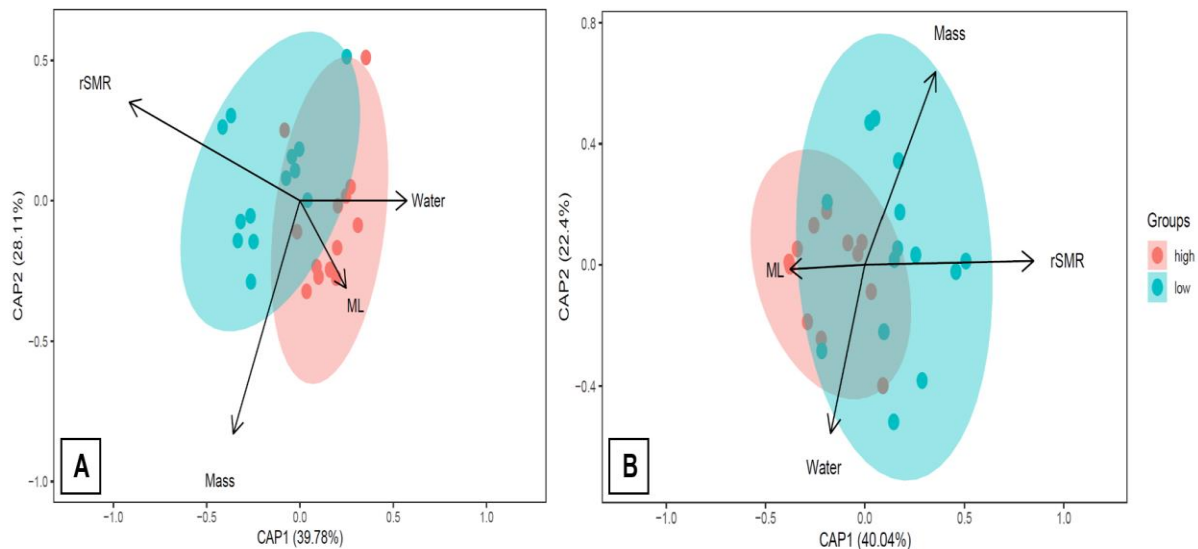 0.5
0.0
−0.5
−1.0
CAP2 (28.11%)
rSMR
Water
ML
Mass
A
−1.0
−0.5
0.0
0.5
1.0
CAP1 (39.78%)
0.8
0.4
0.0
−0.4
CAP2 (22.4%)
Mass
ML
rSMR
Water
B
−1.0
−0.5
0.0
0.5
1.0
CAP1 (40.04%)
Groups
high
low